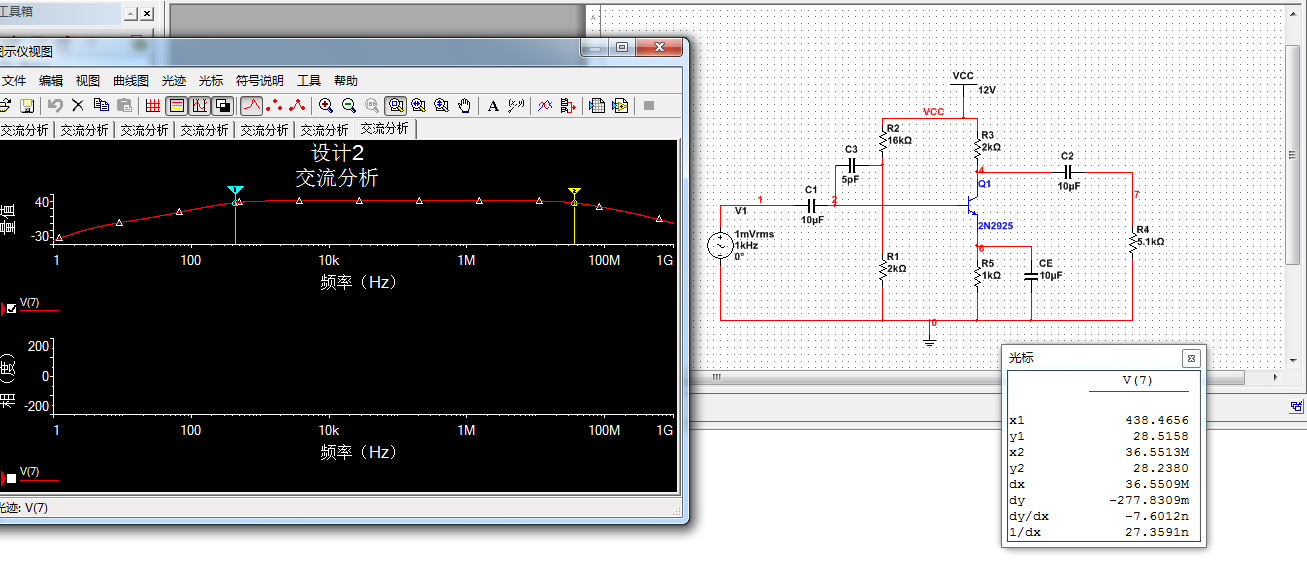 工具箱
图示仪视图
文件 编辑 视图 曲线图 光迹 光标 符号说明 工具 帮助
交流分析 交流分析 交流分析 交流分析 交流分析 交流分析 交流分析
设计2
交流分析
量值
40
-30
1 100 10k 1M 100M 1G
频率（Hz）
V(7)
相（度）
200
0
-200
1 100 10k 1M 100M 1G
频率（Hz）
V(7)
光迹: V(7)
A
VCC
12V
VCC
R2
16kΩ
R3
2kΩ
C3
5pF
4
C2
10µF
Q1
2N2925
C1
10µF
1
2
7
V1
1mVrms
1kHz
0°
R4
5.1kΩ
6
R1
2kΩ
R5
1kΩ
CE
10µF
0
光标
V(7)
x1 438.4656
y1 28.5158
x2 36.5513M
y2 28.2380
dx 36.5509M
dy -277.8309m
dy/dx -7.6012n
1/dx 27.3591n